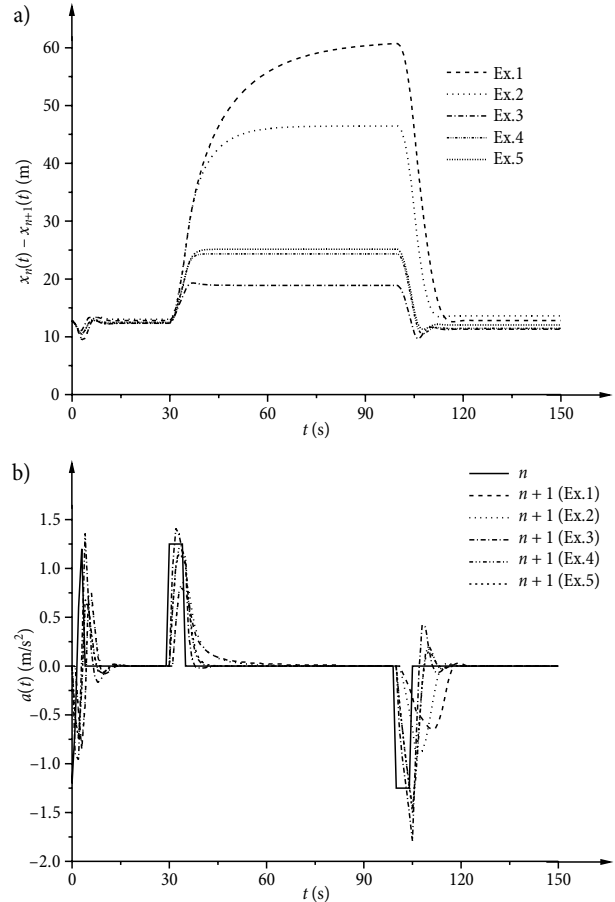 a)
60
50
40
30
20
10
0
xₙ(t) − xₙ₊₁(t) (m)
Ex.1
Ex.2
Ex.3
Ex.4
Ex.5
0 30 60 90 120 150
t (s)
b)
1.5
1.0
0.5
0.0
−0.5
−1.0
−1.5
−2.0
a(t) (m/s²)
n
n + 1 (Ex.1)
n + 1 (Ex.2)
n + 1 (Ex.3)
n + 1 (Ex.4)
n + 1 (Ex.5)
0 30 60 90 120 150
t (s)